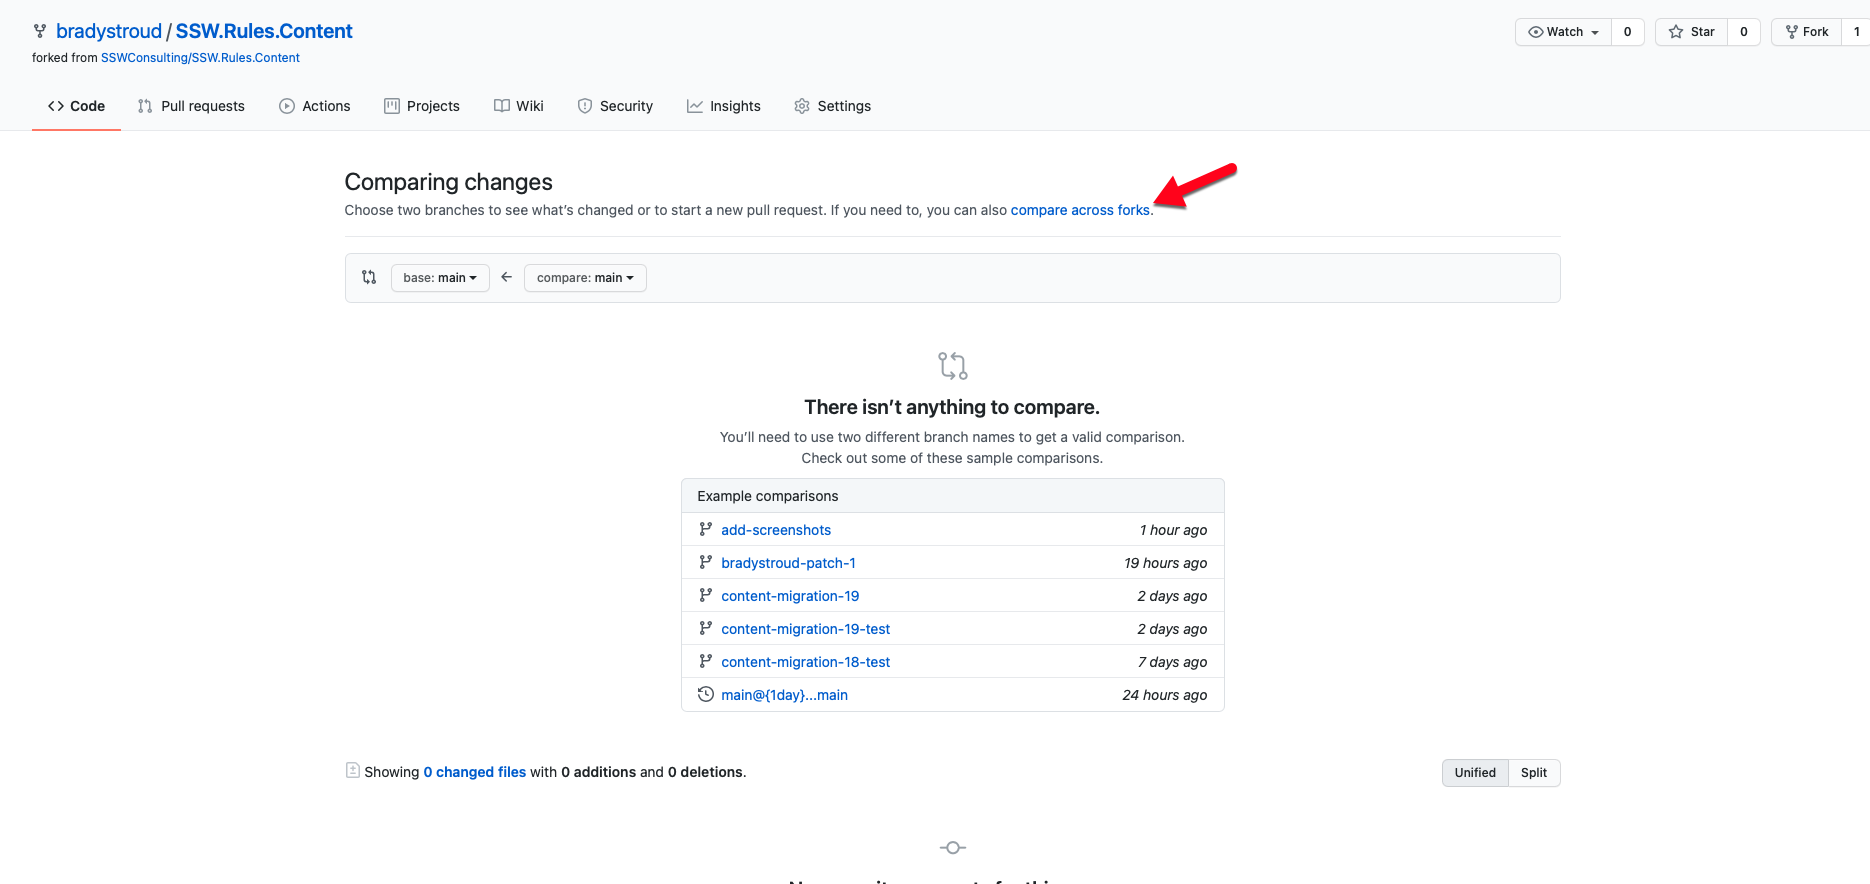 bradystroud / SSW.Rules.Content
forked from SSWConsulting/SSW.Rules.Content
Watch 0 Star 0 Fork 1
Code Pull requests Actions Projects Wiki Security Insights Settings
Comparing changes
Choose two branches to see what’s changed or to start a new pull request. If you need to, you can also compare across forks.
base: main compare: main
There isn’t anything to compare.
You’ll need to use two different branch names to get a valid comparison.
Check out some of these sample comparisons.
Example comparisons
add-screenshots 1 hour ago
bradystroud-patch-1 19 hours ago
content-migration-19 2 days ago
content-migration-19-test 2 days ago
content-migration-18-test 7 days ago
main@{1day}...main 24 hours ago
Showing 0 changed files with 0 additions and 0 deletions.
Unified Split